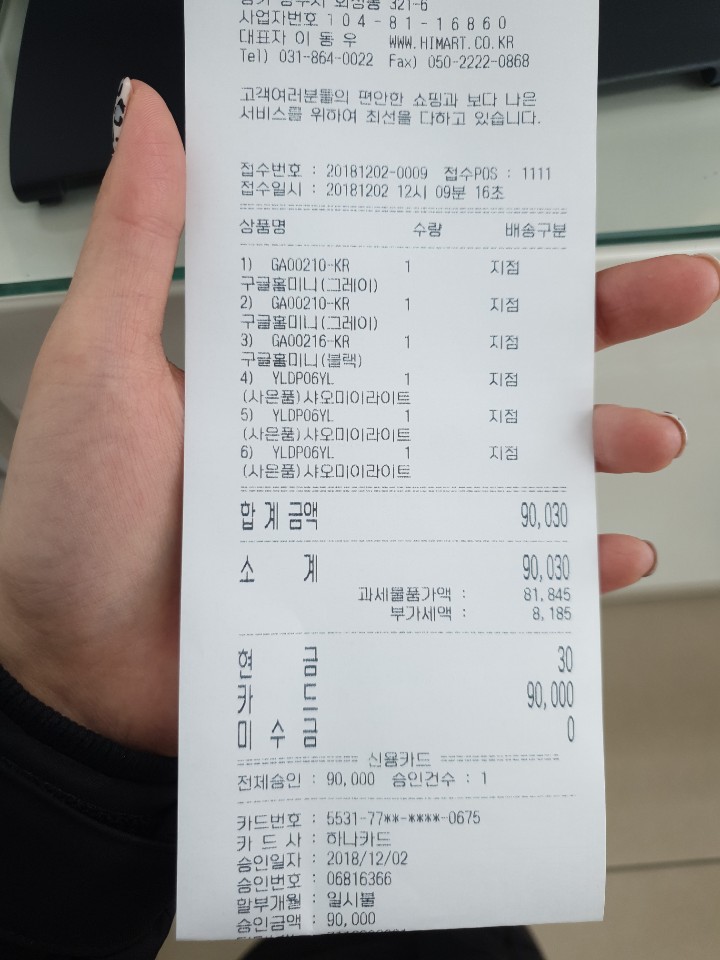 321-6
사업자번호 1 0 4 - 8 1 - 1 6 8 6 0
대표자 이 동 우 WWW.HIMART.CO.KR
Tel) 031-864-0022 Fax) 050-2222-0868
고객여러분들의 편안한 쇼핑과 보다 나은
서비스를 위하여 최선을 다하고 있습니다.
접수번호 : 20181202-0009 접수POS : 1111
접수일시 : 20181202 12시 09분 16초
상품명 수량 배송구분
1) GA00210-KR 1 지점
구글홈미니(그레이)
2) GA00210-KR 1 지점
구글홈미니(그레이)
3) GA00216-KR 1 지점
구글홈미니(블랙)
4) YLDP06YL 1 지점
(사은품)샤오미이라이트
5) YLDP06YL 1 지점
(사은품)샤오미이라이트
6) YLDP06YL 1 지점
(사은품)샤오미이라이트
합 계 금액 90,030
소 계 90,030
과세물품가액 : 81,845
부가세액 : 8,185
현 금 30
카 드 90,000
미 수 금 0
================ 신용카드 ================
전체승인 : 90,000 승인건수 : 1
카드번호 : 5531-77**-****-0675
카 드 사 : 하나카드
승인일자 : 2018/12/02
승인번호 : 06816366
할부개월 : 일시불
승인금액 : 90,000